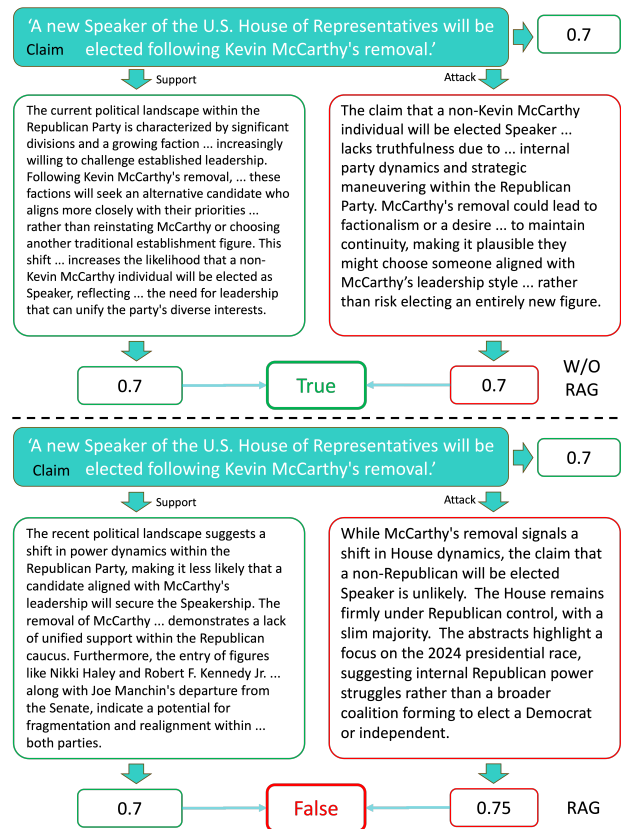 'A new Speaker of the U.S. House of Representatives will be
Claim elected following Kevin McCarthy's removal.'
0.7
Support
Attack
The current political landscape within the
Republican Party is characterized by significant
divisions and a growing faction ... increasingly
willing to challenge established leadership.
Following Kevin McCarthy's removal, ... these
factions will seek an alternative candidate who
aligns more closely with their priorities ...
rather than reinstating McCarthy or choosing
another traditional establishment figure. This
shift ... increases the likelihood that a non-
Kevin McCarthy individual will be elected as
Speaker, reflecting ... the need for leadership
that can unify the party's diverse interests.
The claim that a non-Kevin McCarthy
individual will be elected Speaker ...
lacks truthfulness due to ... internal
party dynamics and strategic
maneuvering within the Republican
Party. McCarthy's removal could lead to
factionalism or a desire ... to maintain
continuity, making it plausible they
might choose someone aligned with
McCarthy’s leadership style ... rather
than risk electing an entirely new figure.
0.7
True
0.7
W/O
RAG
'A new Speaker of the U.S. House of Representatives will be
Claim elected following Kevin McCarthy's removal.'
0.7
Support
Attack
The recent political landscape suggests a
shift in power dynamics within the
Republican Party, making it less likely that a
candidate aligned with McCarthy's
leadership will secure the Speakership. The
removal of McCarthy ... demonstrates a lack
of unified support within the Republican
caucus. Furthermore, the entry of figures
like Nikki Haley and Robert F. Kennedy Jr. ...
along with Joe Manchin's departure from
the Senate, indicate a potential for
fragmentation and realignment within ...
both parties.
While McCarthy's removal signals a
shift in House dynamics, the claim that
a non-Republican will be elected
Speaker is unlikely. The House remains
firmly under Republican control, with a
slim majority. The abstracts highlight a
focus on the 2024 presidential race,
suggesting internal Republican power
struggles rather than a broader
coalition forming to elect a Democrat
or independent.
0.7
False
0.75
RAG